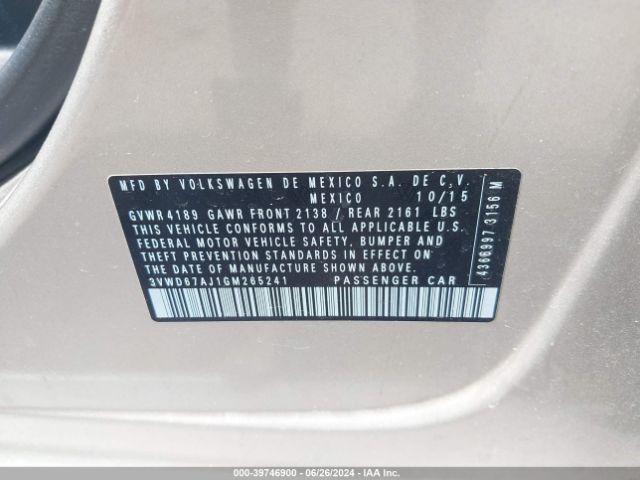 MFD BY VOLKSWAGEN DE MEXICO S.A. DE C.V.
MEXICO 10/15
GVWR 4189 GAWR FRONT 2138 / REAR 2161 LBS
THIS VEHICLE CONFORMS TO ALL APPLICABLE U.S.
FEDERAL MOTOR VEHICLE SAFETY, BUMPER AND
THEFT PREVENTION STANDARDS IN EFFECT ON
THE DATE OF MANUFACTURE SHOWN ABOVE
3VWD67AJ1GM265241 PASSENGER CAR
4366997 3156 M
000-39746900 - 06/26/2024 - IAA Inc.